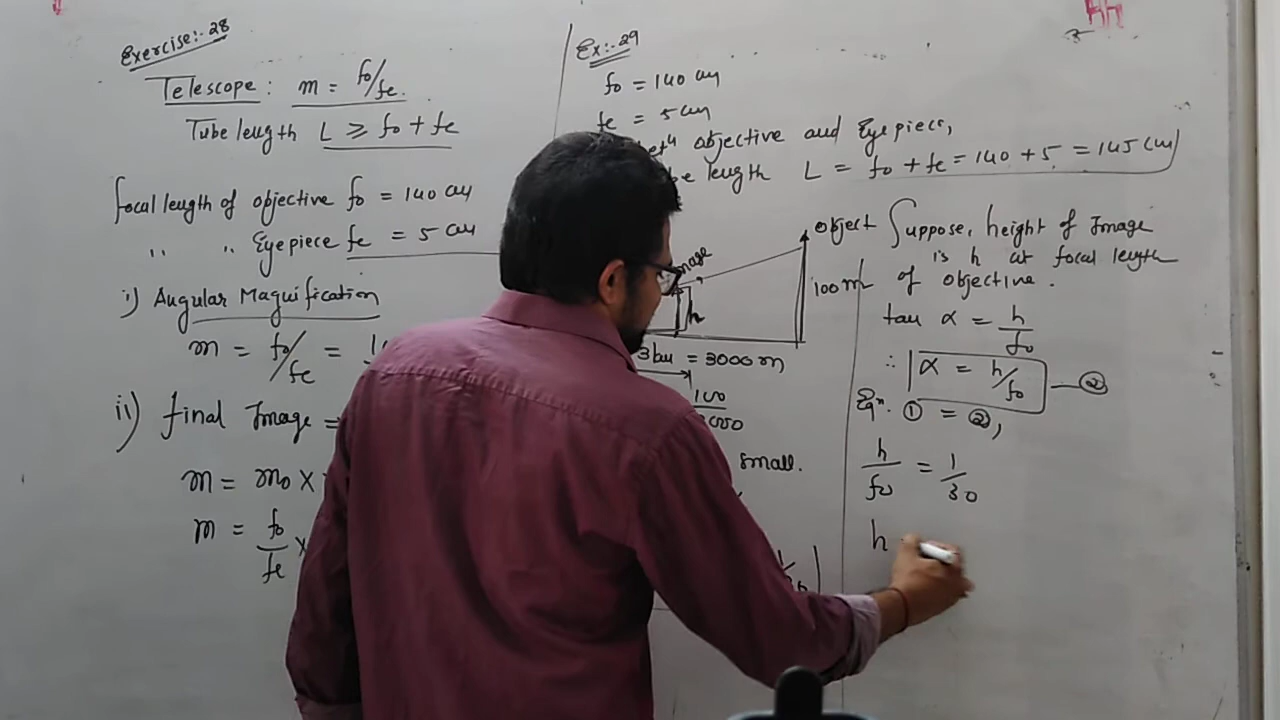 Exercise:- 28
Telescope : m = fo/fe.
Tube length L ≥ fo + fe
focal length of objective fo = 140 cm
,, ,, Eyepiece fe = 5 cm
i) Angular Magnification
m = fo/fe =
ii) final Image =
m = mo ×
m = fo/fe ×
Ex:- 29
fo = 140 cm
fe = 5 cm
objective and Eyepiece,
length L = fo + fe = 140 + 5 = 145 cm
object
100 m
h
3 km = 3000 m
100/3000
small.
Suppose, height of Image
is h at focal length
of objective.
tan α = h/fo
∴ α = h/fo — ②
Eqn. ① = ②,
h/fo = 1/30
h